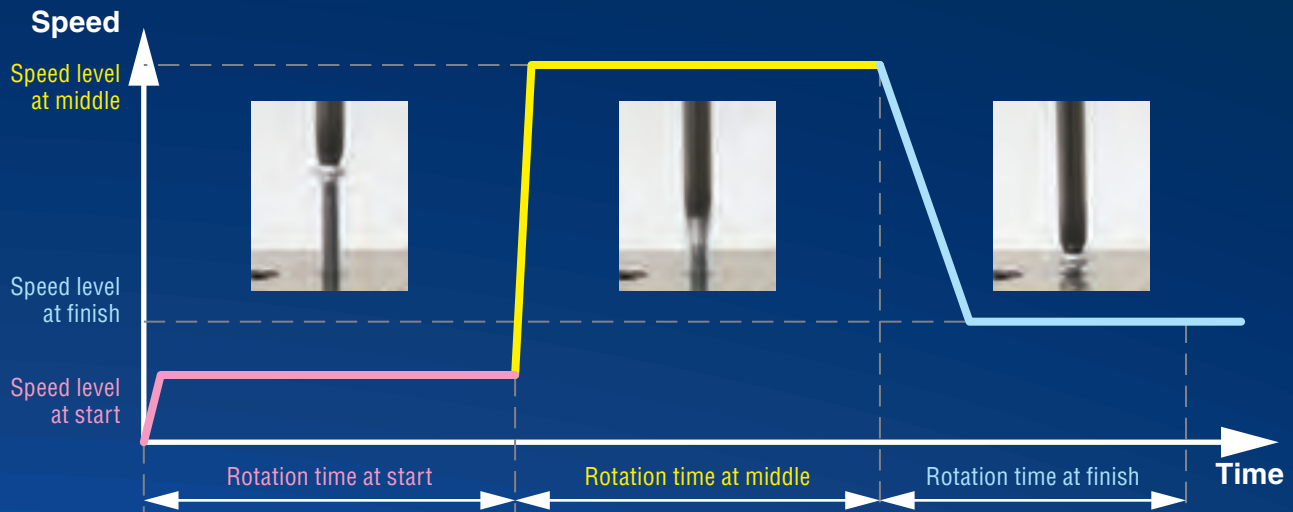 Speed
Speed level
at middle
Speed level
at finish
Speed level
at start
Rotation time at start
Rotation time at middle
Rotation time at finish
Time